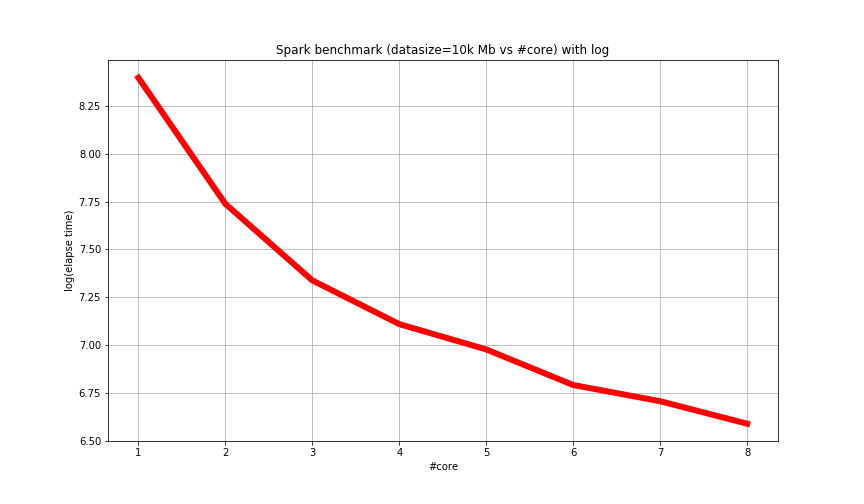 Spark benchmark (datasize=10k Mb vs #core) with log
8.25
8.00
7.75
7.50
7.25
7.00
6.75
6.50
log(elapse time)
1 2 3 4 5 6 7 8
#core